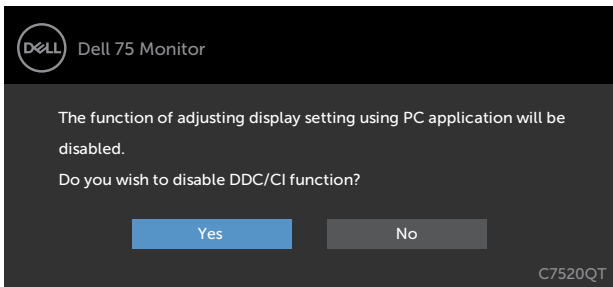 DELL
Dell 75 Monitor
The function of adjusting display setting using PC application will be
disabled.
Do you wish to disable DDC/CI function?
Yes No
C7520QT